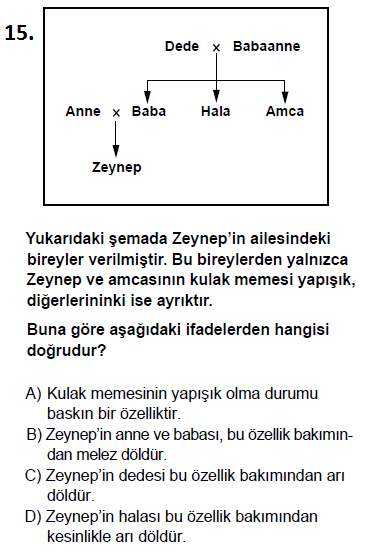 15.
Dede x Babaanne
Anne x Baba Hala Amca
Zeynep
Yukarıdaki şemada Zeynep'in ailesindeki
bireyler verilmiştir. Bu bireylerden yalnızca
Zeynep ve amcasının kulak memesi yapışık,
diğerlerininki ise ayrıktır.
Buna göre aşağıdaki ifadelerden hangisi
doğrudur?
A) Kulak memesinin yapışık olma durumu
baskın bir özelliktir.
B) Zeynep'in anne ve babası, bu özellik bakımın-
dan melez döldür.
C) Zeynep'in dedesi bu özellik bakımından arı
döldür.
D) Zeynep'in halası bu özellik bakımından
kesinlikle arı döldür.